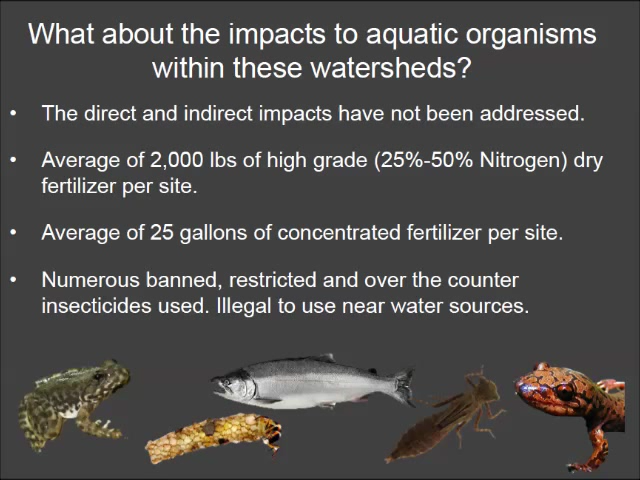 What about the impacts to aquatic organisms
within these watersheds?
• The direct and indirect impacts have not been addressed.
• Average of 2,000 lbs of high grade (25%-50% Nitrogen) dry
fertilizer per site.
• Average of 25 gallons of concentrated fertilizer per site.
• Numerous banned, restricted and over the counter
insecticides used. Illegal to use near water sources.